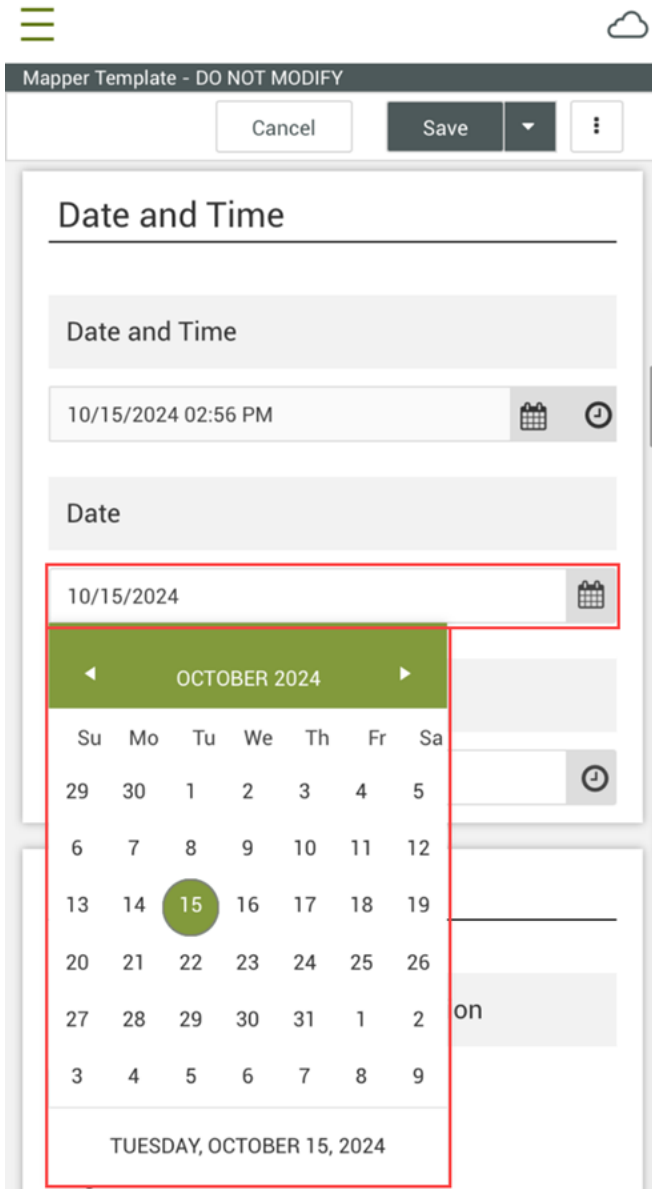 Mapper Template - DO NOT MODIFY
Cancel Save
Date and Time
Date and Time
10/15/2024 02:56 PM
Date
10/15/2024
OCTOBER 2024
Su Mo Tu We Th Fr Sa
29 30 1 2 3 4 5
6 7 8 9 10 11 12
13 14 15 16 17 18 19
20 21 22 23 24 25 26
27 28 29 30 31 1 2
on
3 4 5 6 7 8 9
TUESDAY, OCTOBER 15, 2024